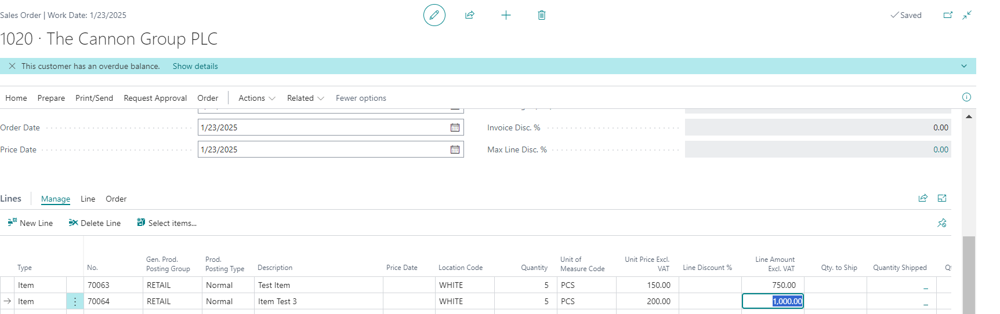 Sales Order | Work Date: 1/23/2025
Saved
1020 · The Cannon Group PLC
This customer has an overdue balance. Show details
Home Prepare Print/Send Request Approval Order Actions Related Fewer options
Order Date 1/23/2025 Invoice Disc. % 0.00
Price Date 1/23/2025 Max Line Disc. % 0.00
Lines Manage Line Order
New Line Delete Line Select items...
Type No. Gen. Prod. Posting Group Prod. Posting Type Description Price Date Location Code Quantity Unit of Measure Code Unit Price Excl. VAT Line Discount % Line Amount Excl. VAT Qty. to Ship Quantity Shipped
Item 70063 RETAIL Normal Test Item WHITE 5 PCS 150.00 750.00 _
Item 70064 RETAIL Normal Item Test 3 WHITE 5 PCS 200.00 1,000.00 _